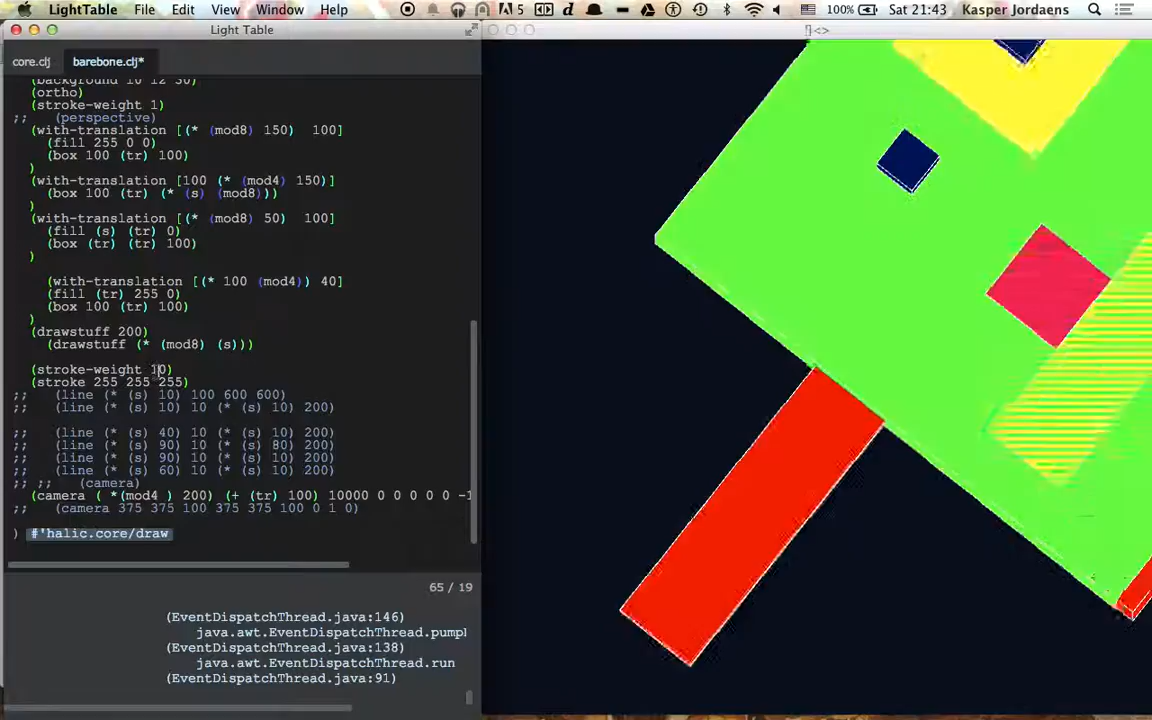 LightTable File Edit View Window Help 5 100% Sat 21:43 Kasper Jordaens
Light Table
core.clj barebone.clj*
(background 10 12 30)
(ortho)
(stroke-weight 1)
;; (perspective)
(with-translation [(* (mod8) 150) 100]
(fill 255 0 0)
(box 100 (tr) 100)
)
(with-translation [100 (* (mod4) 150)]
(box 100 (tr) (* (s) (mod8)))
)
(with-translation [(* (mod8) 50) 100]
(fill (s) (tr) 0)
(box (tr) (tr) 100)
)
(with-translation [(* 100 (mod4)) 40]
(fill (tr) 255 0)
(box 100 (tr) 100)
)
(drawstuff 200)
(drawstuff (* (mod8) (s)))
(stroke-weight 10)
(stroke 255 255 255)
;; (line (* (s) 10) 100 600 600)
;; (line (* (s) 10) 10 (* (s) 10) 200)
;; (line (* (s) 40) 10 (* (s) 10) 200)
;; (line (* (s) 90) 10 (* (s) 80) 200)
;; (line (* (s) 90) 10 (* (s) 10) 200)
;; (line (* (s) 60) 10 (* (s) 10) 200)
;; ;; (camera)
(camera ( *(mod4 ) 200) (+ (tr) 100) 10000 0 0 0 0 0 -1
;; (camera 375 375 100 375 375 100 0 1 0)
) #'halic.core/draw
65 / 19
(EventDispatchThread.java:146)
java.awt.EventDispatchThread.pumpl
(EventDispatchThread.java:138)
java.awt.EventDispatchThread.run
(EventDispatchThread.java:91)